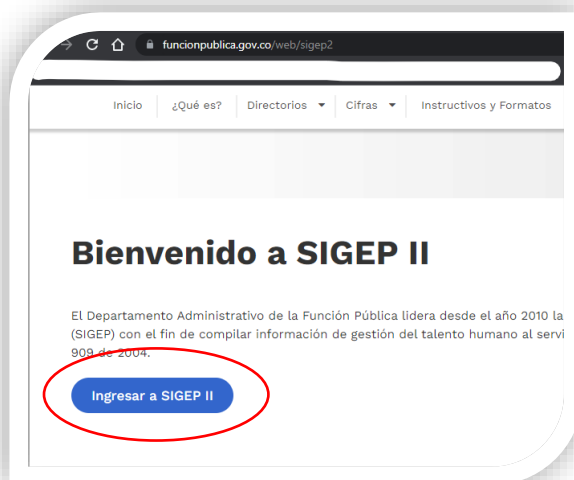 funcionpublica.gov.co/web/sigep2
Inicio ¿Qué es? Directorios Cifras Instructivos y Formatos
Bienvenido a SIGEP II
El Departamento Administrativo de la Función Pública lidera desde el año 2010 la
(SIGEP) con el fin de compilar información de gestión del talento humano al servi
909 de 2004.
Ingresar a SIGEP II